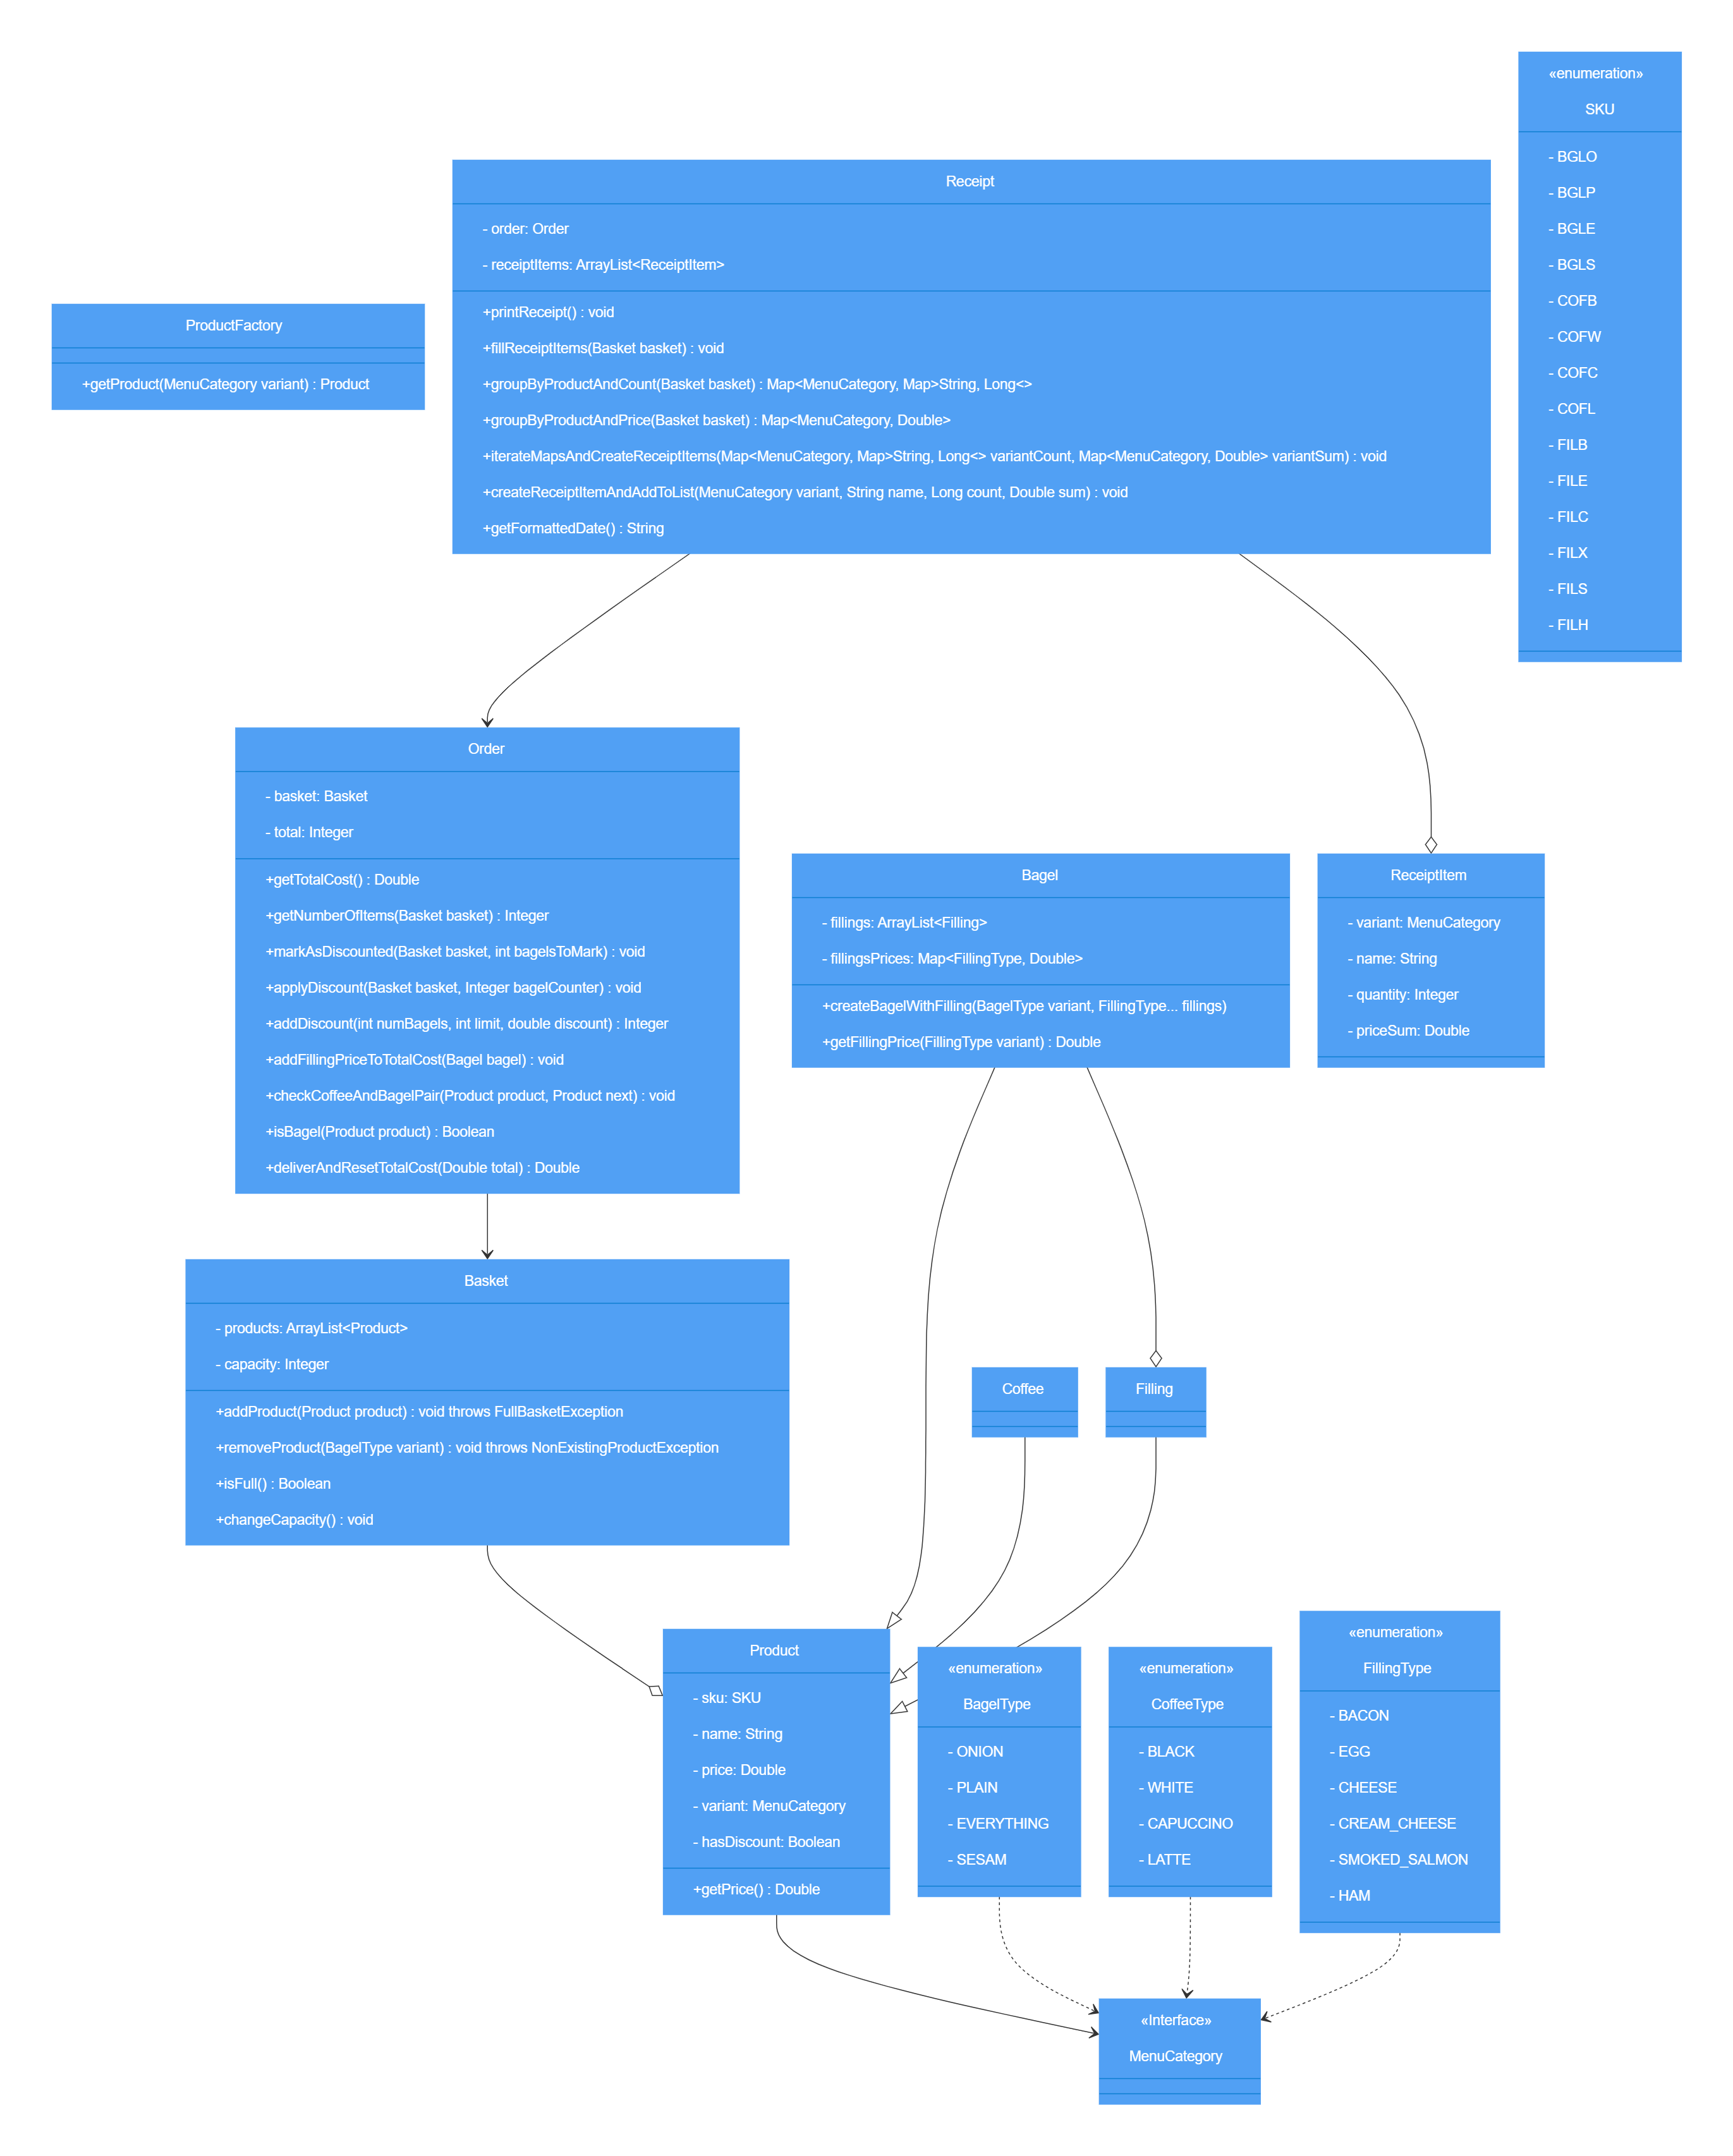 «enumeration»
SKU
- BGLO
- BGLP
- BGLE
- BGLS
- COFB
- COFW
- COFC
- COFL
- FILB
- FILE
- FILC
- FILX
- FILS
- FILH
Receipt
- order: Order
- receiptItems: ArrayList<ReceiptItem>
+printReceipt() : void
+fillReceiptItems(Basket basket) : void
+groupByProductAndCount(Basket basket) : Map<MenuCategory, Map>String, Long<>
+groupByProductAndPrice(Basket basket) : Map<MenuCategory, Double>
+iterateMapsAndCreateReceiptItems(Map<MenuCategory, Map>String, Long<> variantCount, Map<MenuCategory, Double> variantSum) : void
+createReceiptItemAndAddToList(MenuCategory variant, String name, Long count, Double sum) : void
+getFormattedDate() : String
ProductFactory
+getProduct(MenuCategory variant) : Product
Order
- basket: Basket
- total: Integer
+getTotalCost() : Double
+getNumberOfItems(Basket basket) : Integer
+markAsDiscounted(Basket basket, int bagelsToMark) : void
+applyDiscount(Basket basket, Integer bagelCounter) : void
+addDiscount(int numBagels, int limit, double discount) : Integer
+addFillingPriceToTotalCost(Bagel bagel) : void
+checkCoffeeAndBagelPair(Product product, Product next) : void
+isBagel(Product product) : Boolean
+deliverAndResetTotalCost(Double total) : Double
Bagel
- fillings: ArrayList<Filling>
- fillingsPrices: Map<FillingType, Double>
+createBagelWithFilling(BagelType variant, FillingType... fillings)
+getFillingPrice(FillingType variant) : Double
ReceiptItem
- variant: MenuCategory
- name: String
- quantity: Integer
- priceSum: Double
Basket
- products: ArrayList<Product>
- capacity: Integer
+addProduct(Product product) : void throws FullBasketException
+removeProduct(BagelType variant) : void throws NonExistingProductException
+isFull() : Boolean
+changeCapacity() : void
Coffee
Filling
Product
- sku: SKU
- name: String
- price: Double
- variant: MenuCategory
- hasDiscount: Boolean
+getPrice() : Double
«enumeration»
BagelType
- ONION
- PLAIN
- EVERYTHING
- SESAM
«enumeration»
CoffeeType
- BLACK
- WHITE
- CAPUCCINO
- LATTE
«enumeration»
FillingType
- BACON
- EGG
- CHEESE
- CREAM_CHEESE
- SMOKED_SALMON
- HAM
«Interface»
MenuCategory